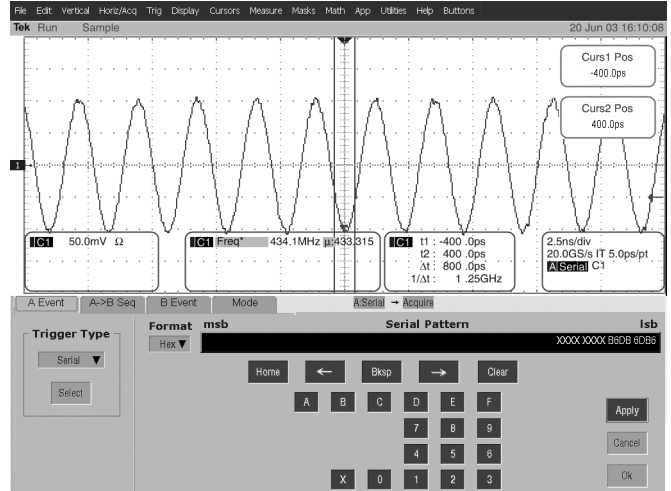 File Edit Vertical Horiz/Acq Trig Display Cursors Measure Masks Math App Utilities Help Buttons
Tek Run Sample 20 Jun 03 16:10:08
Curs1 Pos
-400.0ps
Curs2 Pos
400.0ps
1
C1 50.0mV Ω
C1 Freq* 434.1MHz µ:433.315
C1 t1 : -400 .0ps
t2 : 400 .0ps
Δt : 800 .0ps
1/Δt : 1 .25GHz
2.5ns/div
20.0GS/s IT 5.0ps/pt
A Serial C1
A Event A->B Seq B Event Mode A:Serial → Acquire
Trigger Type
Serial
Select
Format msb Serial Pattern lsb
Hex XXXX XXXX B6DB 6DB6
Home ← Bksp → Clear
A B C D E F
7 8 9
4 5 6
X 0 1 2 3
Apply
Cancel
Ok